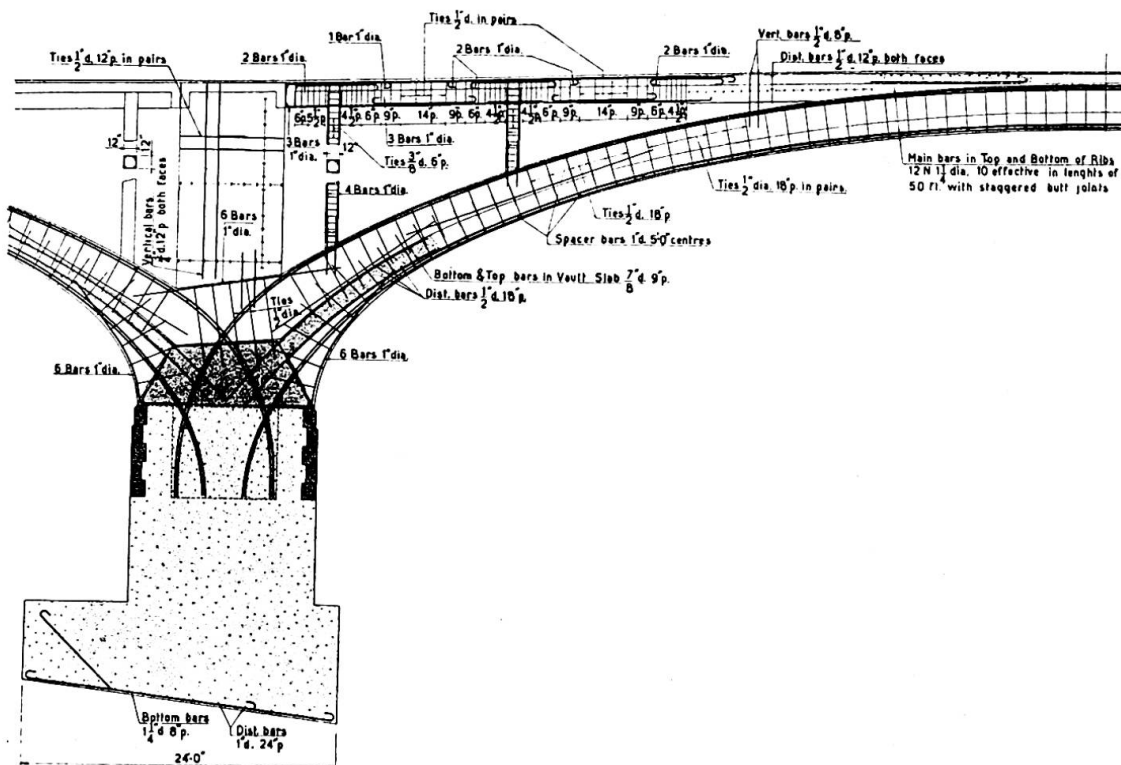 Ties 1/2"d. in pairs
1 Bar 1"dia.
Vert. bars 1/2"d. 8"p.
Ties 1/2"d. 12"p. in pairs
2 Bars 1"dia.
2 Bars 1"dia.
2 Bars 1"dia.
Dist. bars 1/2"d. 12"p. both faces
6"p. 5 1/2"p. 4 1/2"p. 6"p. 9"p. 14"p. 9"p. 6"p. 4 1/2"p. 4 1/2"p. 6"p. 9"p. 14"p. 9"p. 6"p. 4 1/2"p.
12"
12"
3 Bars
1"dia.
12"
3 Bars 1"dia.
Ties 3/8"d. 6"p.
4 Bars 1"dia.
Main bars in Top and Bottom of Ribs
12 N 1 1/4 dia. 10 effective in lenghts of
50 Ft. with staggered butt joints
Ties 1/2"dia. 18"p. in pairs.
Vertical bars
3/4"d. 12"p both faces
6 Bars
1"dia.
Ties 1/2"d. 18"p
Spacer bars 1"d. 5'-0" centres
Bottom & Top bars in Vault Slab 7/8"d. 9"p.
Dist. bars 1/2"d. 18"p.
Ties
1/2"dia.
6 Bars 1"dia.
6 Bars 1"dia.
Bottom bars
1 1/4"d 8"p.
Dist. bars
1"d. 24"p
24'-0"